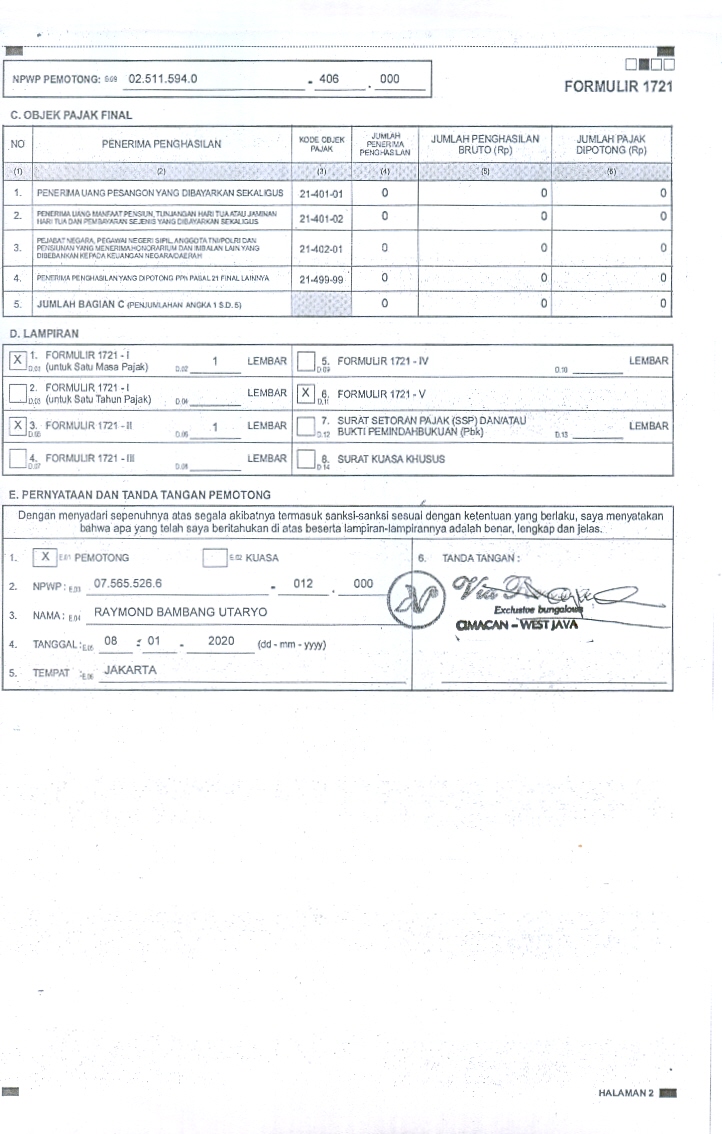 NPWP PEMOTONG: E.09 02.511.594.0 - 406 . 000
FORMULIR 1721
C. OBJEK PAJAK FINAL
NO PENERIMA PENGHASILAN KODE OBJEK PAJAK JUMLAH PENERIMA PENGHASILAN JUMLAH PENGHASILAN BRUTO (Rp) JUMLAH PAJAK DIPOTONG (Rp)
(1) (2) (3) (4) (5) (6)
1. PENERIMA UANG PESANGON YANG DIBAYARKAN SEKALIGUS 21-401-01 0 0 0
2. PENERIMA UANG MANFAAT PENSIUN, TUNJANGAN HARI TUA ATAU JAMINAN HARI TUA DAN PEMBAYARAN SEJENIS YANG DIBAYARKAN SEKALIGUS 21-401-02 0 0 0
3. PEJABAT NEGARA, PEGAWAI NEGERI SIPIL, ANGGOTA TNI/POLRI DAN PENSIUNAN YANG MENERIMA HONORARIUM DAN IMBALAN LAIN YANG DIBEBANKAN KEPADA KEUANGAN NEGARA/DAERAH 21-402-01 0 0 0
4. PENERIMA PENGHASILAN YANG DIPOTONG PPh PASAL 21 FINAL LAINNYA 21-499-99 0 0 0
5. JUMLAH BAGIAN C (PENJUMLAHAN ANGKA 1 S.D. 5) 0 0 0
D. LAMPIRAN
X D.01 1. FORMULIR 1721 - I (untuk Satu Masa Pajak) D.02 1 LEMBAR
D.09 5. FORMULIR 1721 - IV D.10 LEMBAR
D.03 2. FORMULIR 1721 - I (untuk Satu Tahun Pajak) D.04 LEMBAR
X D.11 6. FORMULIR 1721 - V
X D.05 3. FORMULIR 1721 - II D.06 1 LEMBAR
D.12 7. SURAT SETORAN PAJAK (SSP) DAN/ATAU BUKTI PEMINDAHBUKUAN (Pbk) D.13 LEMBAR
D.07 4. FORMULIR 1721 - III D.08 LEMBAR
D.14 8. SURAT KUASA KHUSUS
E. PERNYATAAN DAN TANDA TANGAN PEMOTONG
Dengan menyadari sepenuhnya atas segala akibatnya termasuk sanksi-sanksi sesuai dengan ketentuan yang berlaku, saya menyatakan
bahwa apa yang telah saya beritahukan di atas beserta lampiran-lampirannya adalah benar, lengkap dan jelas.
1. X E.01 PEMOTONG E.02 KUASA
6. TANDA TANGAN :
2. NPWP : E.03 07.565.526.6 - 012 . 000
3. NAMA : E.04 RAYMOND BAMBANG UTARYO
Exclusive bungalows
CIMACAN - WEST JAVA
4. TANGGAL : E.05 08 - 01 - 2020 (dd - mm - yyyy)
5. TEMPAT : E.06 JAKARTA
HALAMAN 2